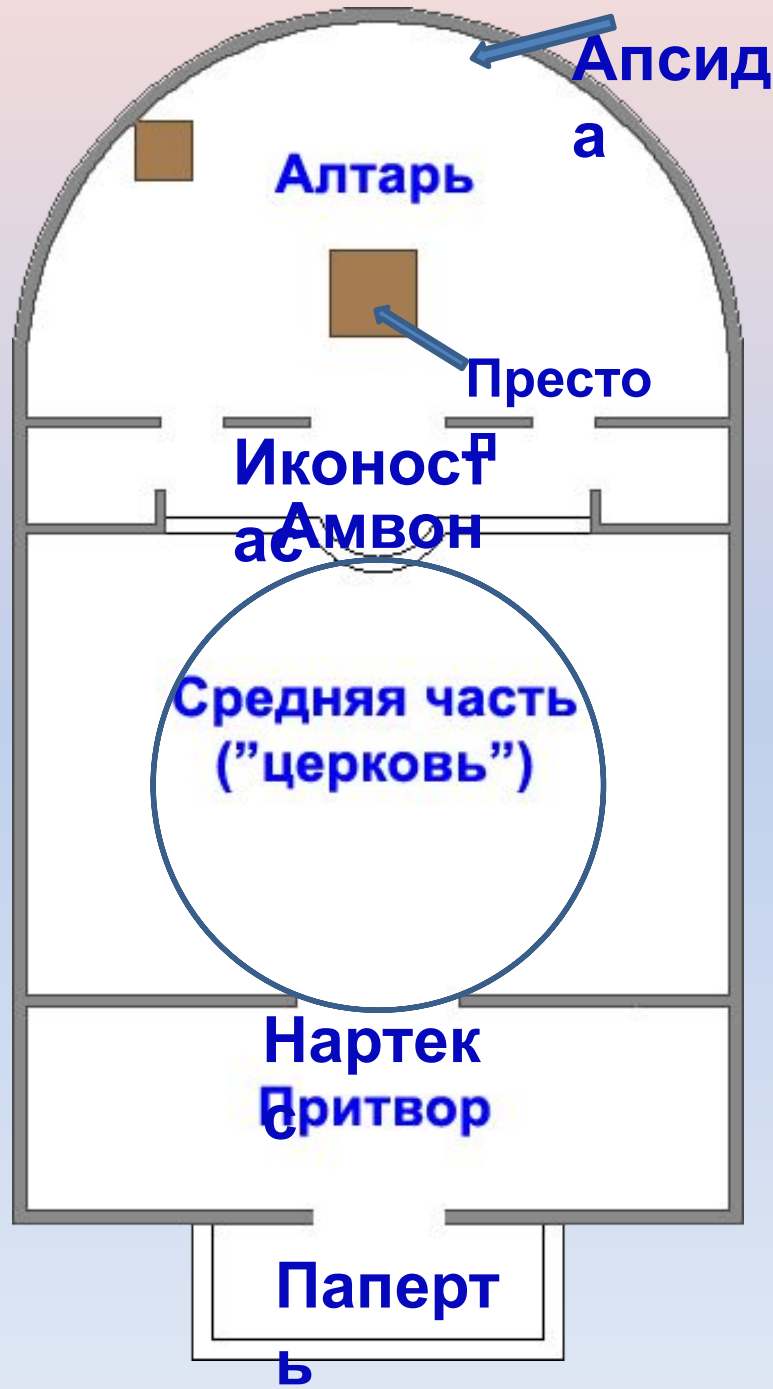 Апсид
а
Алтарь
Престо
л
Иконост
ас
Амвон
Средняя часть
("церковь")
Нартек
с
Притвор
Паперт
ь